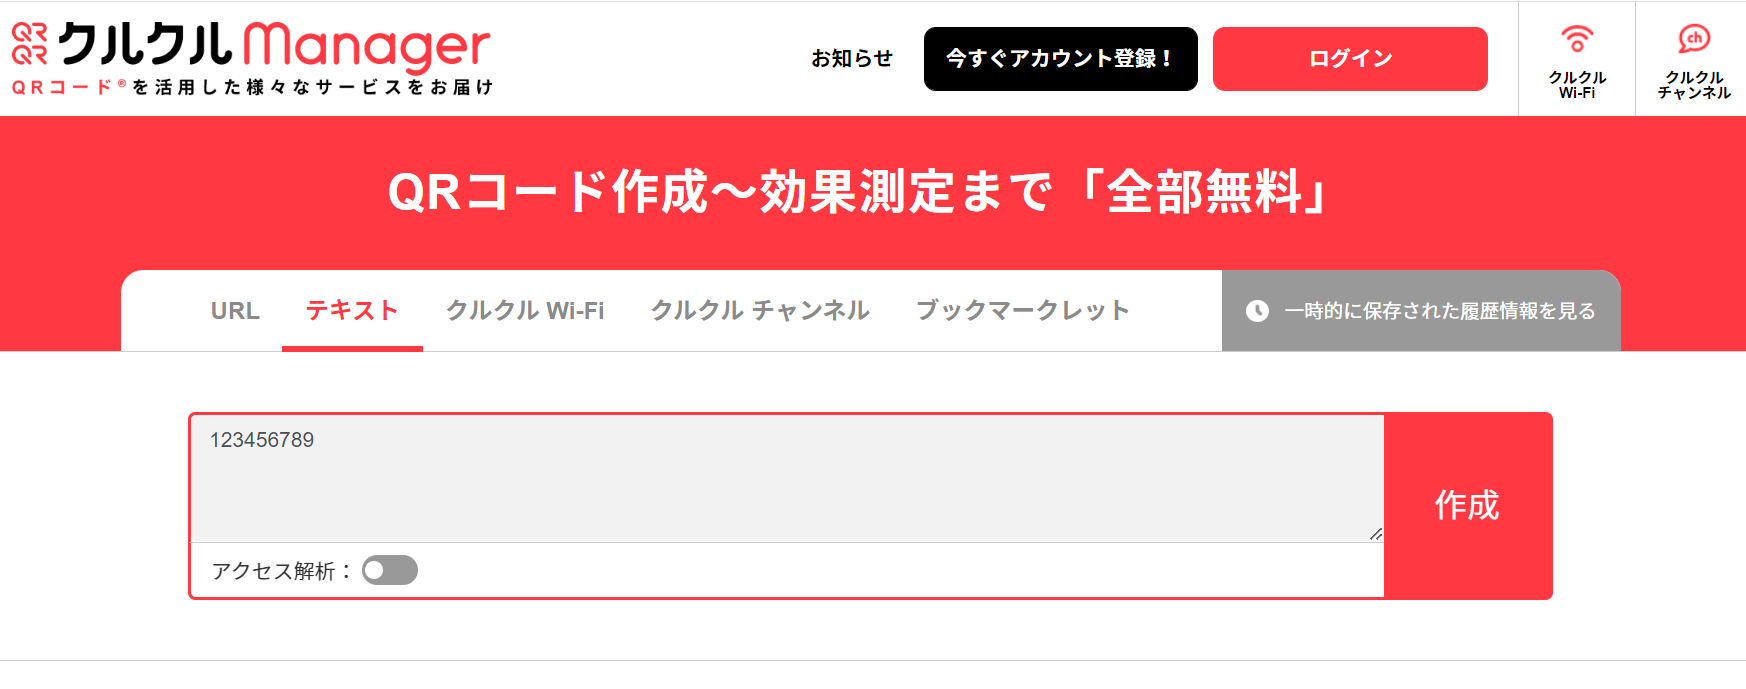 QR
QR
クルクル Manager
QRコード®を活用した様々なサービスをお届け
お知らせ
今すぐアカウント登録！
ログイン
クルクル
Wi-Fi
ch
クルクル
チャンネル
QRコード作成～効果測定まで「全部無料」
URL
テキスト
クルクル Wi-Fi
クルクル チャンネル
ブックマークレット
一時的に保存された履歴情報を見る
123456789
作成
アクセス解析：